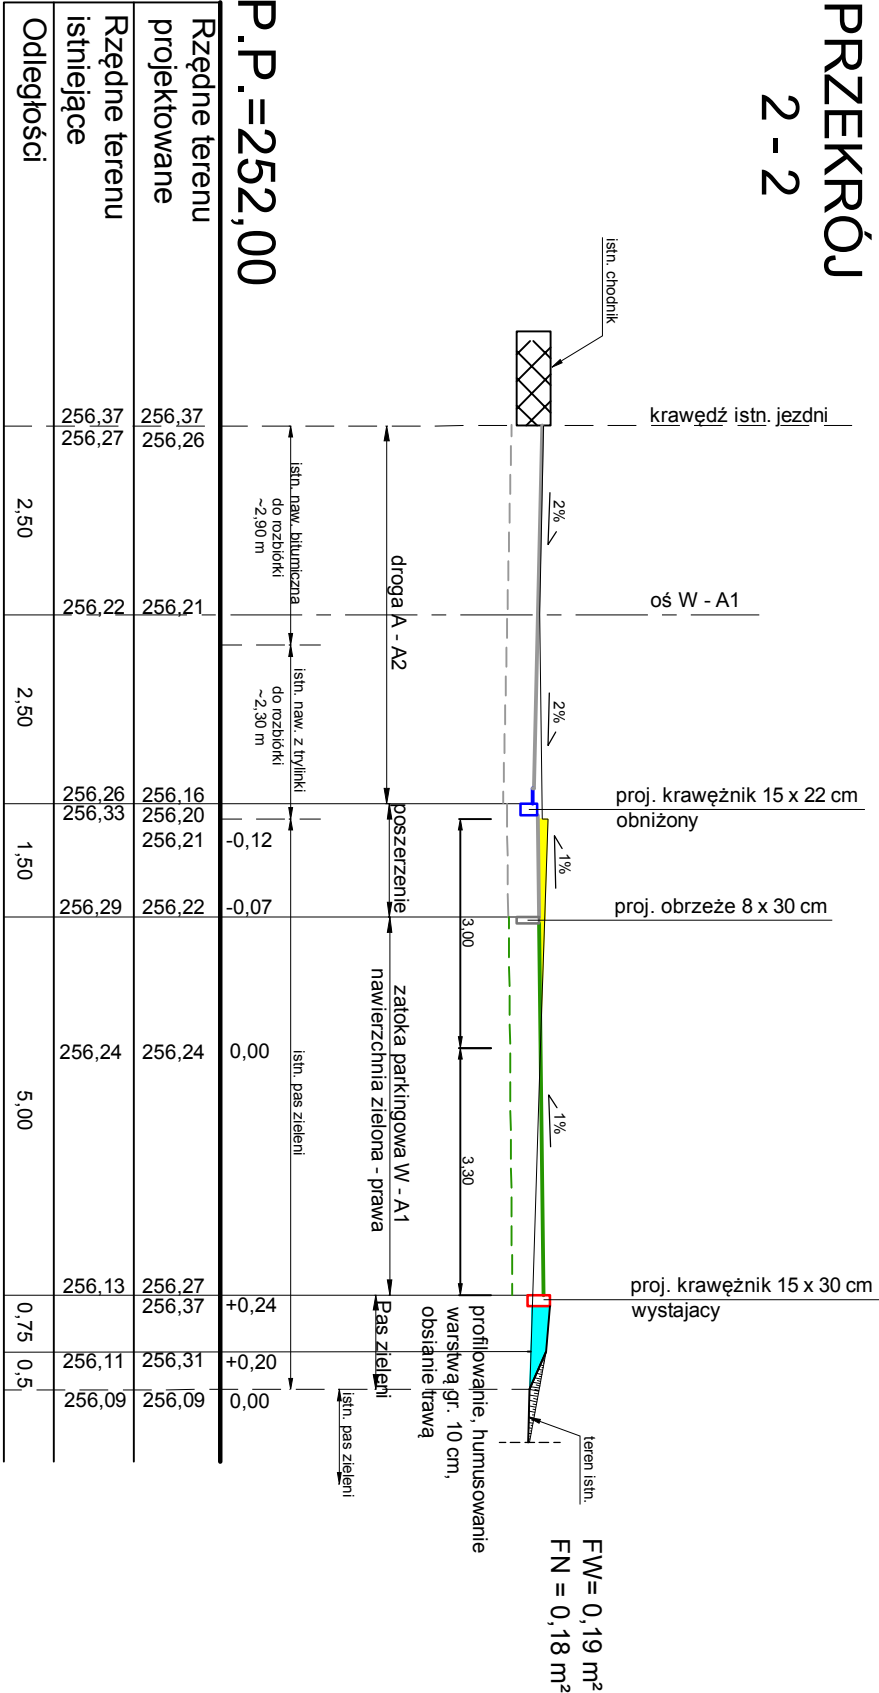 PRZEKRÓJ
2 - 2
istn. chodnik
krawędź istn. jezdni
oś W - A1
proj. krawężnik 15 x 22 cm
obniżony
proj. obrzeże 8 x 30 cm
proj. krawężnik 15 x 30 cm
wystajacy
2%
2%
1%
1%
teren istn.
FW= 0,19 m²
FN = 0,18 m²
3,00
3,30
profilowanie, humusowanie
warstwą gr. 10 cm,
obsianie trawą
droga A - A2
poszerzenie
zatoka parkingowa W - A1
nawierzchnia zielona - prawa
Pas zieleni
istn. naw. bitumiczna
do rozbiórki
~2,90 m
istn. naw. z trylinki
do rozbiórki
~2,30 m
istn. pas zieleni
istn. pas zieleni
P.P.=252,00
-0,12
-0,07
0,00
+0,24
+0,20
0,00
Rzędne terenu
projektowane
256,37
256,26
256,21
256,16
256,20
256,21
256,22
256,24
256,27
256,37
256,31
256,09
Rzędne terenu
istniejące
256,37
256,27
256,22
256,26
256,33
256,29
256,24
256,13
256,11
256,09
Odległości
2,50
2,50
1,50
5,00
0,75
0,5